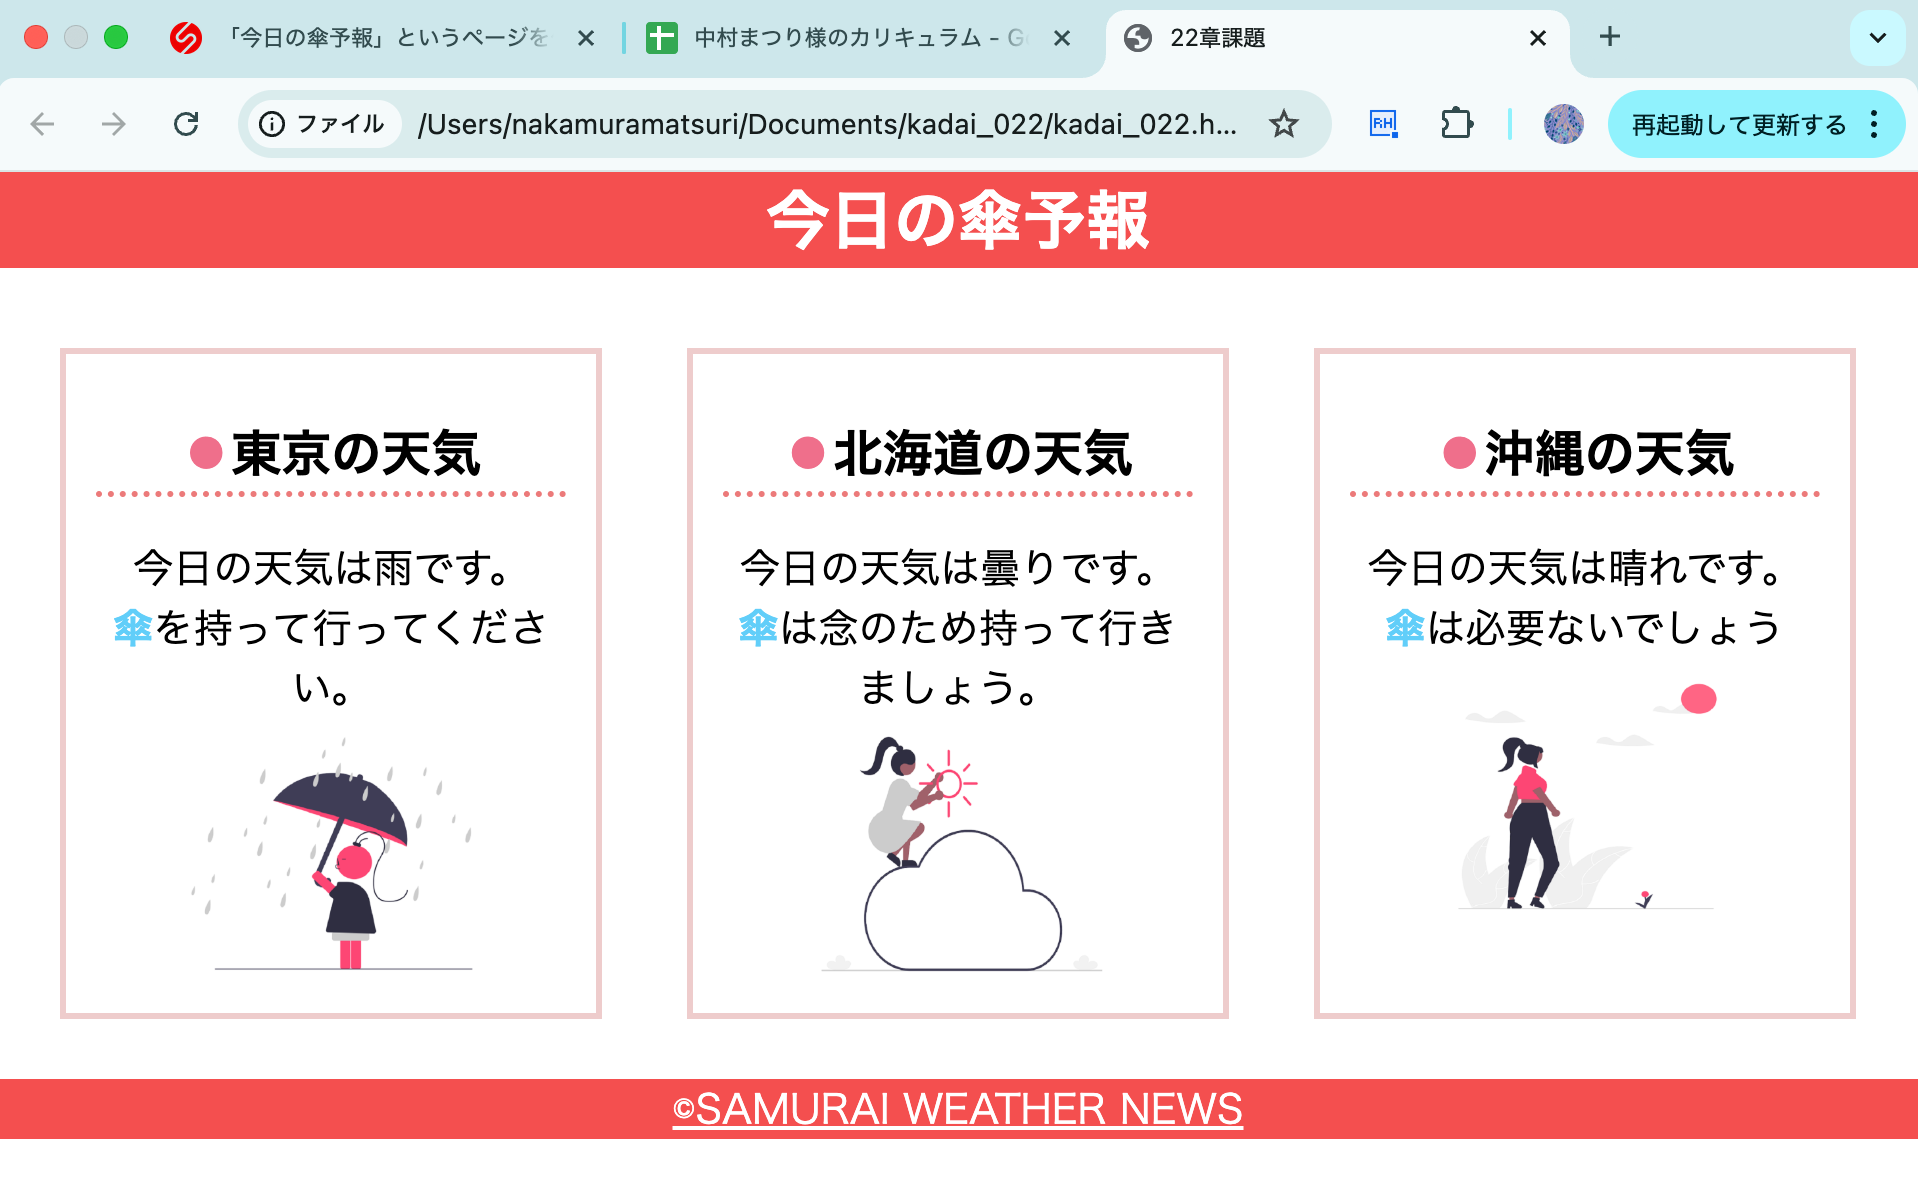 「今日の傘予報」というページを
中村まつり様のカリキュラム - G
22章課題
ファイル
/Users/nakamuramatsuri/Documents/kadai_022/kadai_022.h...
RH
再起動して更新する
今日の傘予報
東京の天気
今日の天気は雨です。
傘を持って行ってくださ
い。
北海道の天気
今日の天気は曇りです。
傘は念のため持って行き
ましょう。
沖縄の天気
今日の天気は晴れです。
傘は必要ないでしょう
©SAMURAI WEATHER NEWS